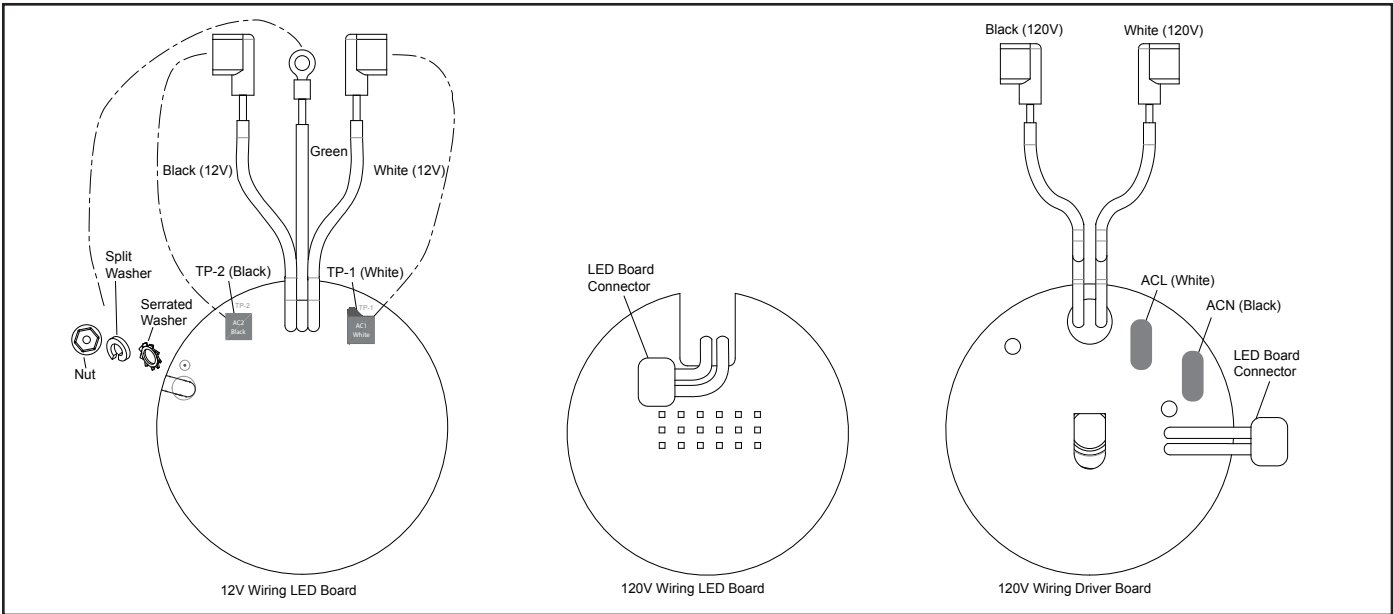 Black (120V)
White (120V)
Green
Black (12V)
White (12V)
Split
Washer
TP-2 (Black)
TP-1 (White)
LED Board
Connector
ACL (White)
Serrated
Washer
TP-2
TP-1
ACN (Black)
AC2
Black
AC1
White
LED Board
Connector
Nut
12V Wiring LED Board
120V Wiring LED Board
120V Wiring Driver Board